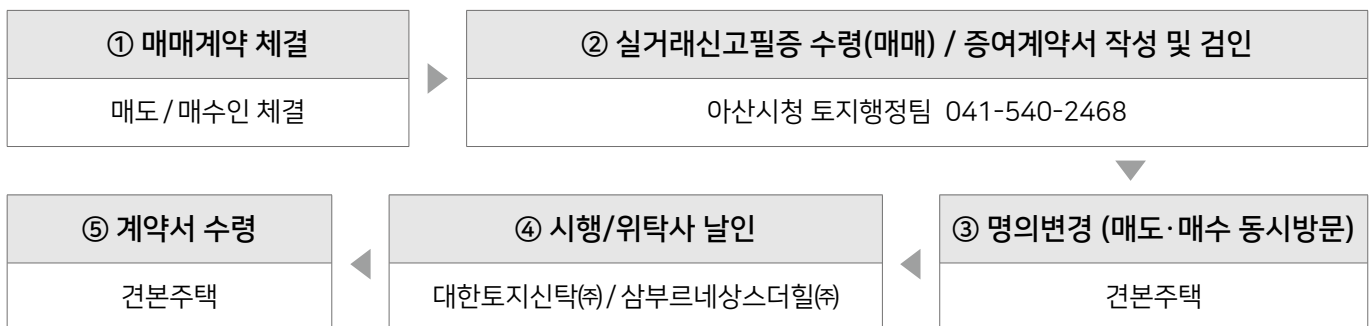 ① 매매계약 체결
매도/매수인 체결
② 실거래신고필증 수령(매매) / 증여계약서 작성 및 검인
아산시청 토지행정팀 041-540-2468
③ 명의변경 (매도·매수 동시방문)
견본주택
④ 시행/위탁사 날인
대한토지신탁㈜/삼부르네상스더힐㈜
⑤ 계약서 수령
견본주택